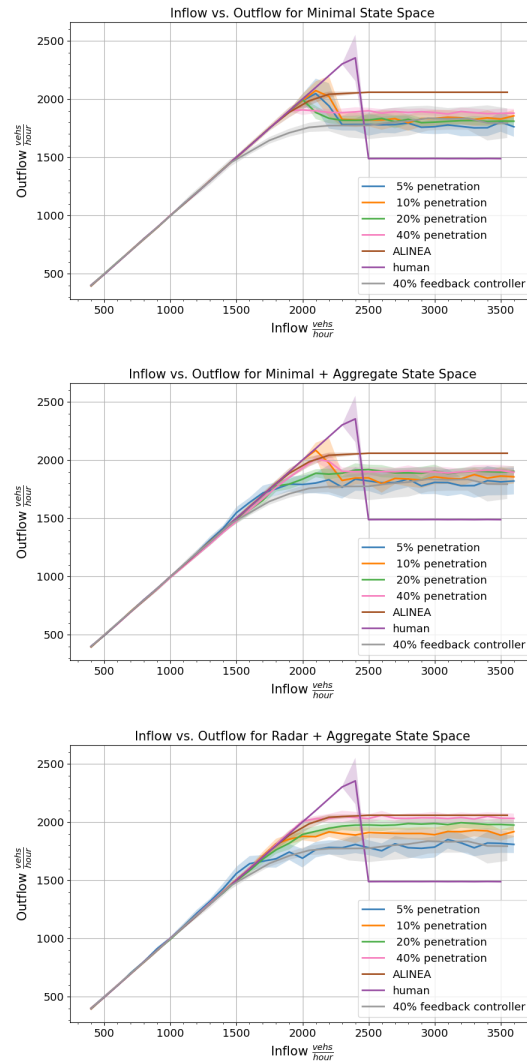 Inflow vs. Outflow for Minimal State Space
2500
2000
1500
1000
500
Outflow vehs/hour
5% penetration
10% penetration
20% penetration
40% penetration
ALINEA
human
40% feedback controller
500 1000 1500 2000 2500 3000 3500
Inflow vehs/hour
Inflow vs. Outflow for Minimal + Aggregate State Space
2500
2000
1500
1000
500
Outflow vehs/hour
5% penetration
10% penetration
20% penetration
40% penetration
ALINEA
human
40% feedback controller
500 1000 1500 2000 2500 3000 3500
Inflow vehs/hour
Inflow vs. Outflow for Radar + Aggregate State Space
2500
2000
1500
1000
500
Outflow vehs/hour
5% penetration
10% penetration
20% penetration
40% penetration
ALINEA
human
40% feedback controller
500 1000 1500 2000 2500 3000 3500
Inflow vehs/hour